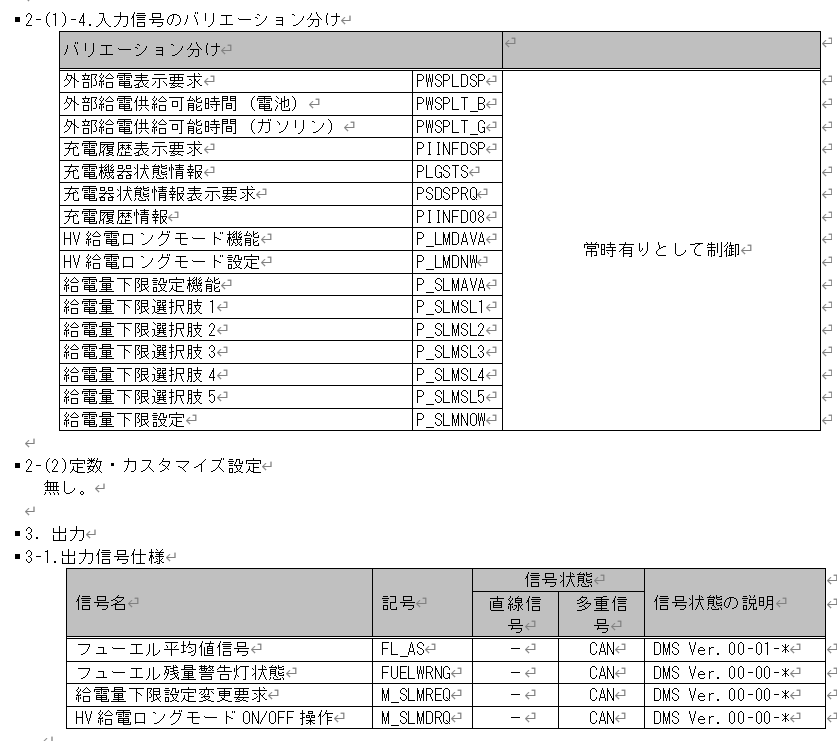 2-(1)-4.入力信号のバリエーション分け
バリエーション分け
外部給電表示要求 PWSPLDSP
外部給電供給可能時間（電池） PWSPLT_B
外部給電供給可能時間（ガソリン） PWSPLT_G
充電履歴表示要求 PIINFDSP
充電機器状態情報 PLGSTS
充電器状態情報表示要求 PSDSPRQ
充電履歴情報 PIINFD08
HV給電ロングモード機能 P_LMDAVA
HV給電ロングモード設定 P_LMDNW
給電量下限設定機能 P_SLMAVA
給電量下限選択肢1 P_SLMSL1
給電量下限選択肢2 P_SLMSL2
給電量下限選択肢3 P_SLMSL3
給電量下限選択肢4 P_SLMSL4
給電量下限選択肢5 P_SLMSL5
給電量下限設定 P_SLMNOW
常時有りとして制御
2-(2)定数・カスタマイズ設定
無し。
3. 出力
3-1.出力信号仕様
信号名 記号 信号状態 信号状態の説明
直線信号 多重信号
フューエル平均値信号 FL_AS － CAN DMS Ver. 00-01-*
フューエル残量警告灯状態 FUELWRNG － CAN DMS Ver. 00-00-*
給電量下限設定変更要求 M_SLMREQ － CAN DMS Ver. 00-00-*
HV給電ロングモードON/OFF操作 M_SLMDRQ － CAN DMS Ver. 00-00-*